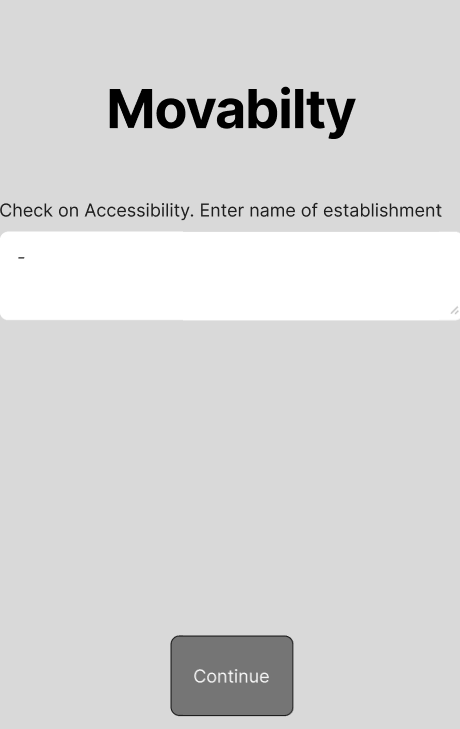 Movabilty
Check on Accessibility. Enter name of establishment
-
Continue